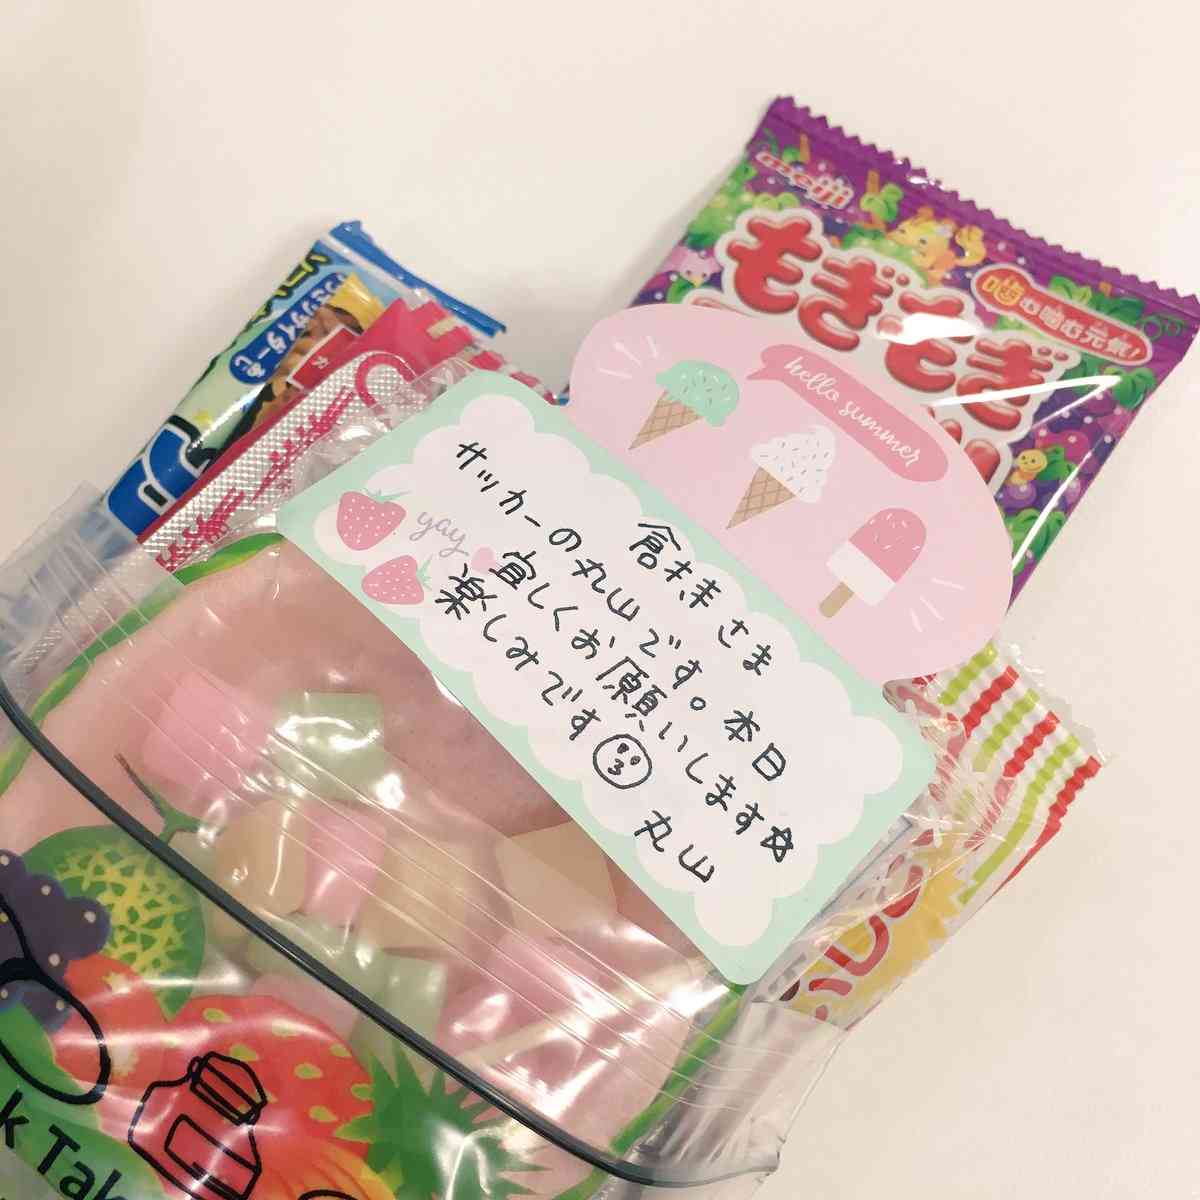 meiji
もぎもぎ
噛む噛む元気!
hello summer
yay
倉本さま
サッカーの丸山です。本日
宜しくお願いします☆
楽しみです
丸山
k Tak